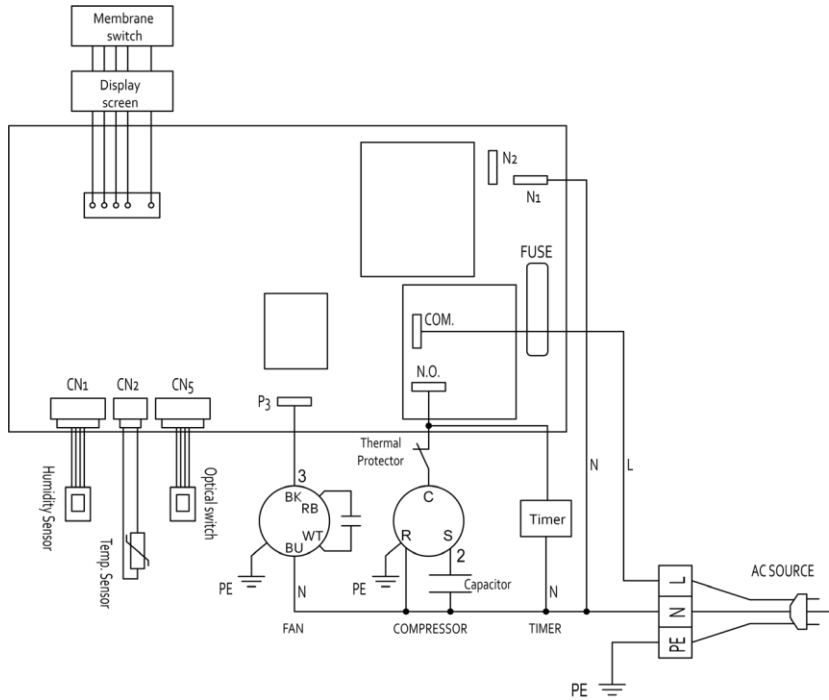 Membrane
switch
Display
screen
N2
N1
FUSE
COM.
N.O.
CN1
CN2
CN5
P3
Humidity Sensor
Temp. Sensor
Optical switch
Thermal
Protector
3
BK
RB
WT
BU
PE
N
C
R
S
2
PE
Capacitor
Timer
N
N
L
FAN
COMPRESSOR
TIMER
L
N
PE
AC SOURCE
PE